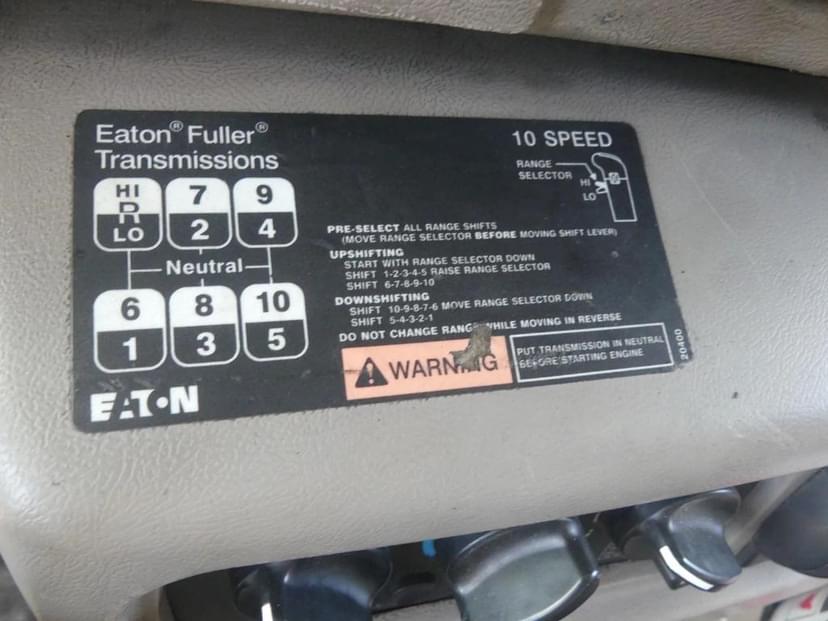 Eaton® Fuller®
Transmissions
10 SPEED
RANGE
SELECTOR
HI
LO
HI
R
LO
7
2
9
4
Neutral
6
1
8
3
10
5
PRE-SELECT ALL RANGE SHIFTS
(MOVE RANGE SELECTOR BEFORE MOVING SHIFT LEVER)
UPSHIFTING
START WITH RANGE SELECTOR DOWN
SHIFT 1-2-3-4-5 RAISE RANGE SELECTOR
SHIFT 6-7-8-9-10
DOWNSHIFTING
SHIFT 10-9-8-7-6 MOVE RANGE SELECTOR DOWN
SHIFT 5-4-3-2-1
DO NOT CHANGE RANGE WHILE MOVING IN REVERSE
WARNING
PUT TRANSMISSION IN NEUTRAL
BEFORE STARTING ENGINE
20400
EATON